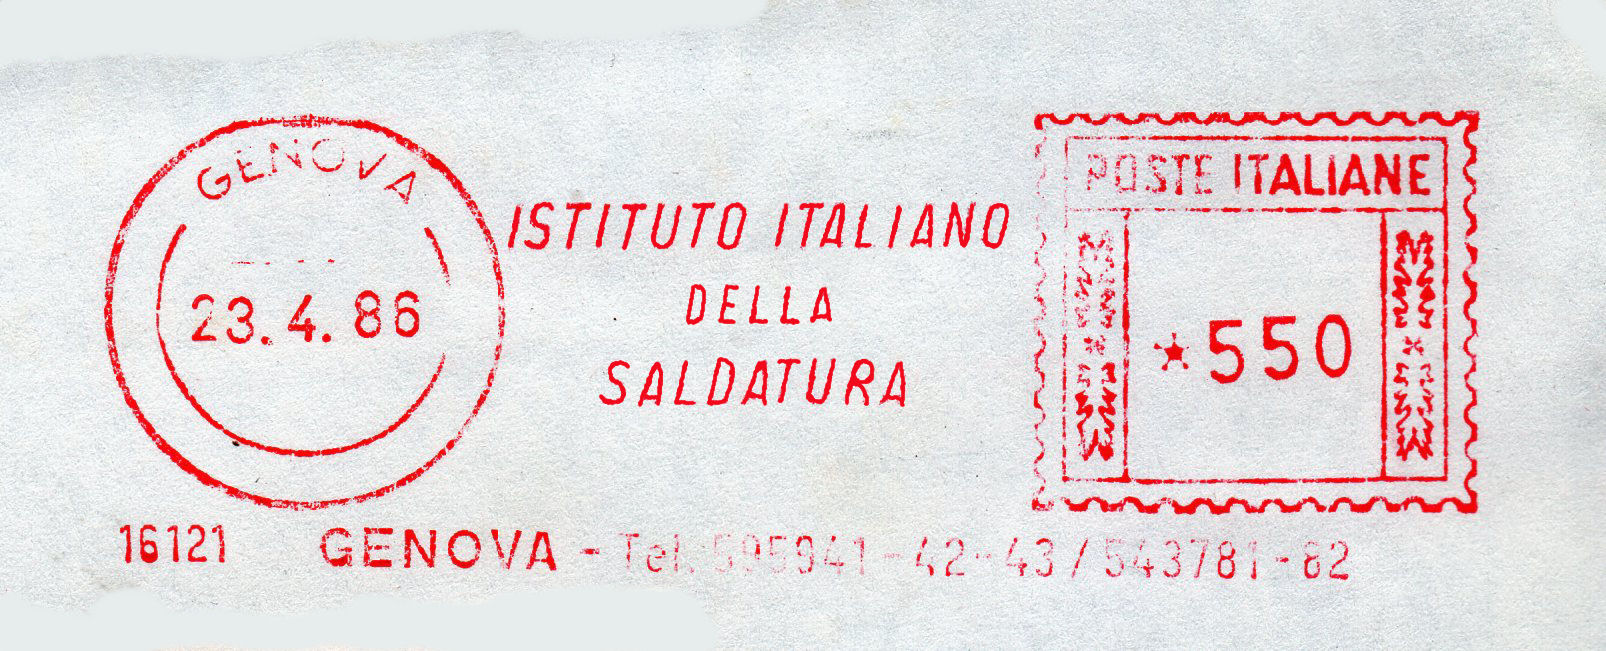 GENOVA
23.4.86
ISTITUTO ITALIANO
DELLA
SALDATURA
POSTE ITALIANE
*550
16121 GENOVA - Tel. 595941-42-43/543781-82